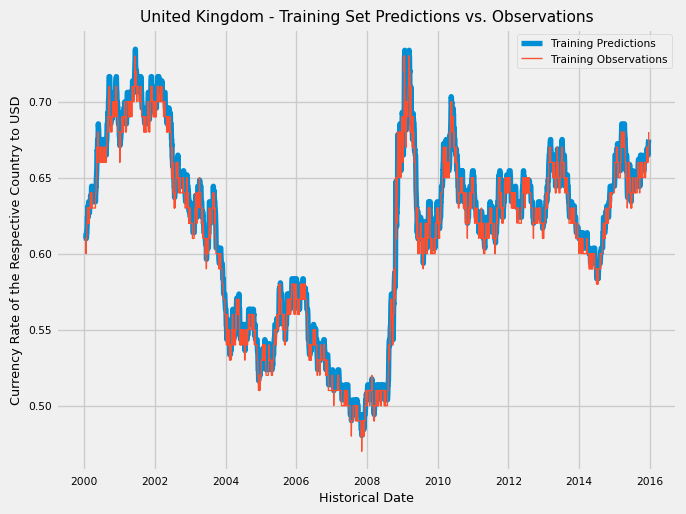 United Kingdom - Training Set Predictions vs. Observations
Training Predictions
Training Observations
Currency Rate of the Respective Country to USD
0.70
0.65
0.60
0.55
0.50
2000 2002 2004 2006 2008 2010 2012 2014 2016
Historical Date